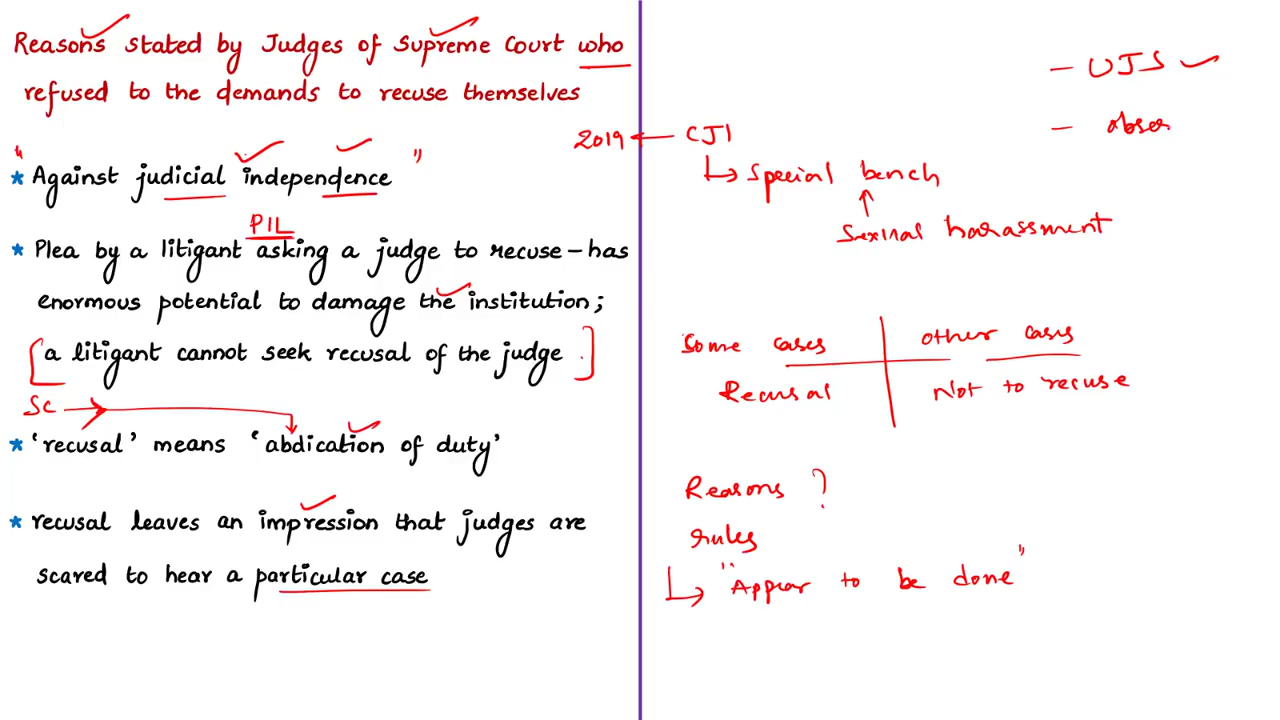 Reasons stated by Judges of Supreme Court who
refused to the demands to recuse themselves
" * Against judicial independence "
PIL
* Plea by a litigant asking a judge to recuse – has
enormous potential to damage the institution;
[a litigant cannot seek recusal of the judge.]
SC
* 'recusal' means 'abdication of duty'
* recusal leaves an impression that judges are
scared to hear a particular case
- UJS
- obser
2019 ← CJI
Special bench
Sexual harassment
Some cases | other cases
Recusal | Not to recuse
Reasons ?
rules
"Appear to be done"